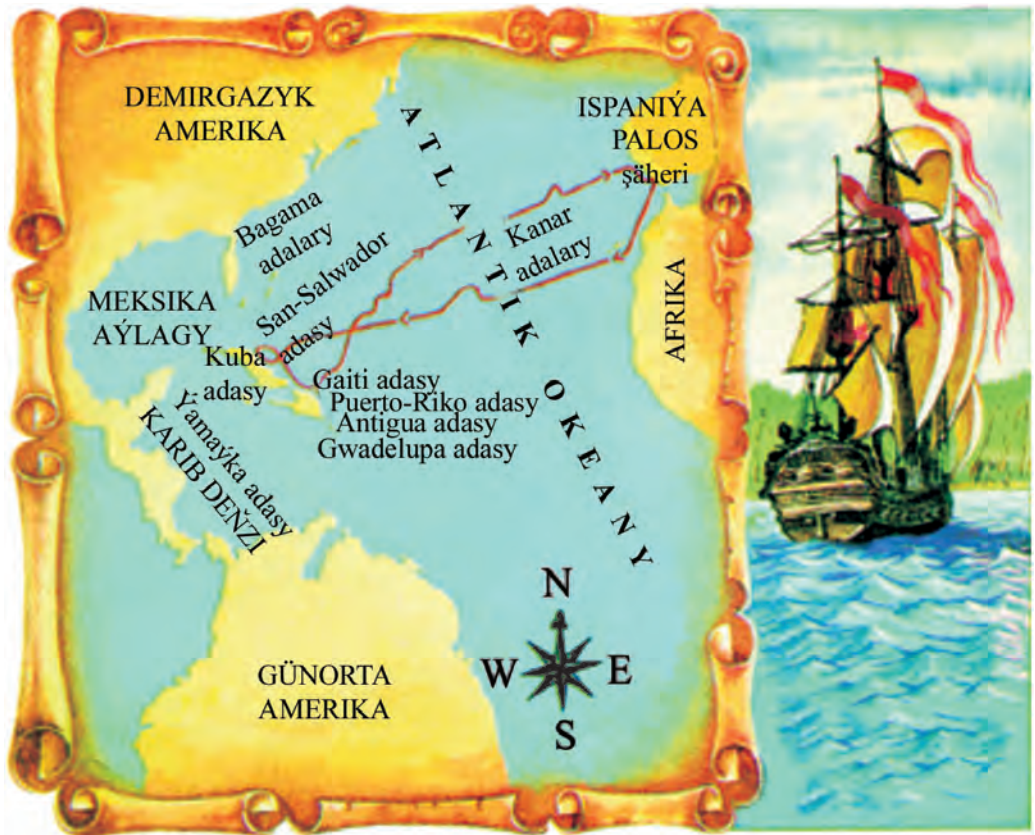 DEMIRGAZYK
AMERIKA
ISPANIÝA
PALOS
şäheri
ATLANTIK OKEANY
Bagama
adalary
San-Salwador
adasy
Kanar
adalary
MEKSIKA
AÝLAGY
Kuba
adasy
AFRIKA
Gaiti adasy
Puerto-Riko adasy
Antigua adasy
Gwadelupa adasy
Ýamaýka adasy
KARIB DEŇZI
GÜNORTA
AMERIKA
N
W
E
S